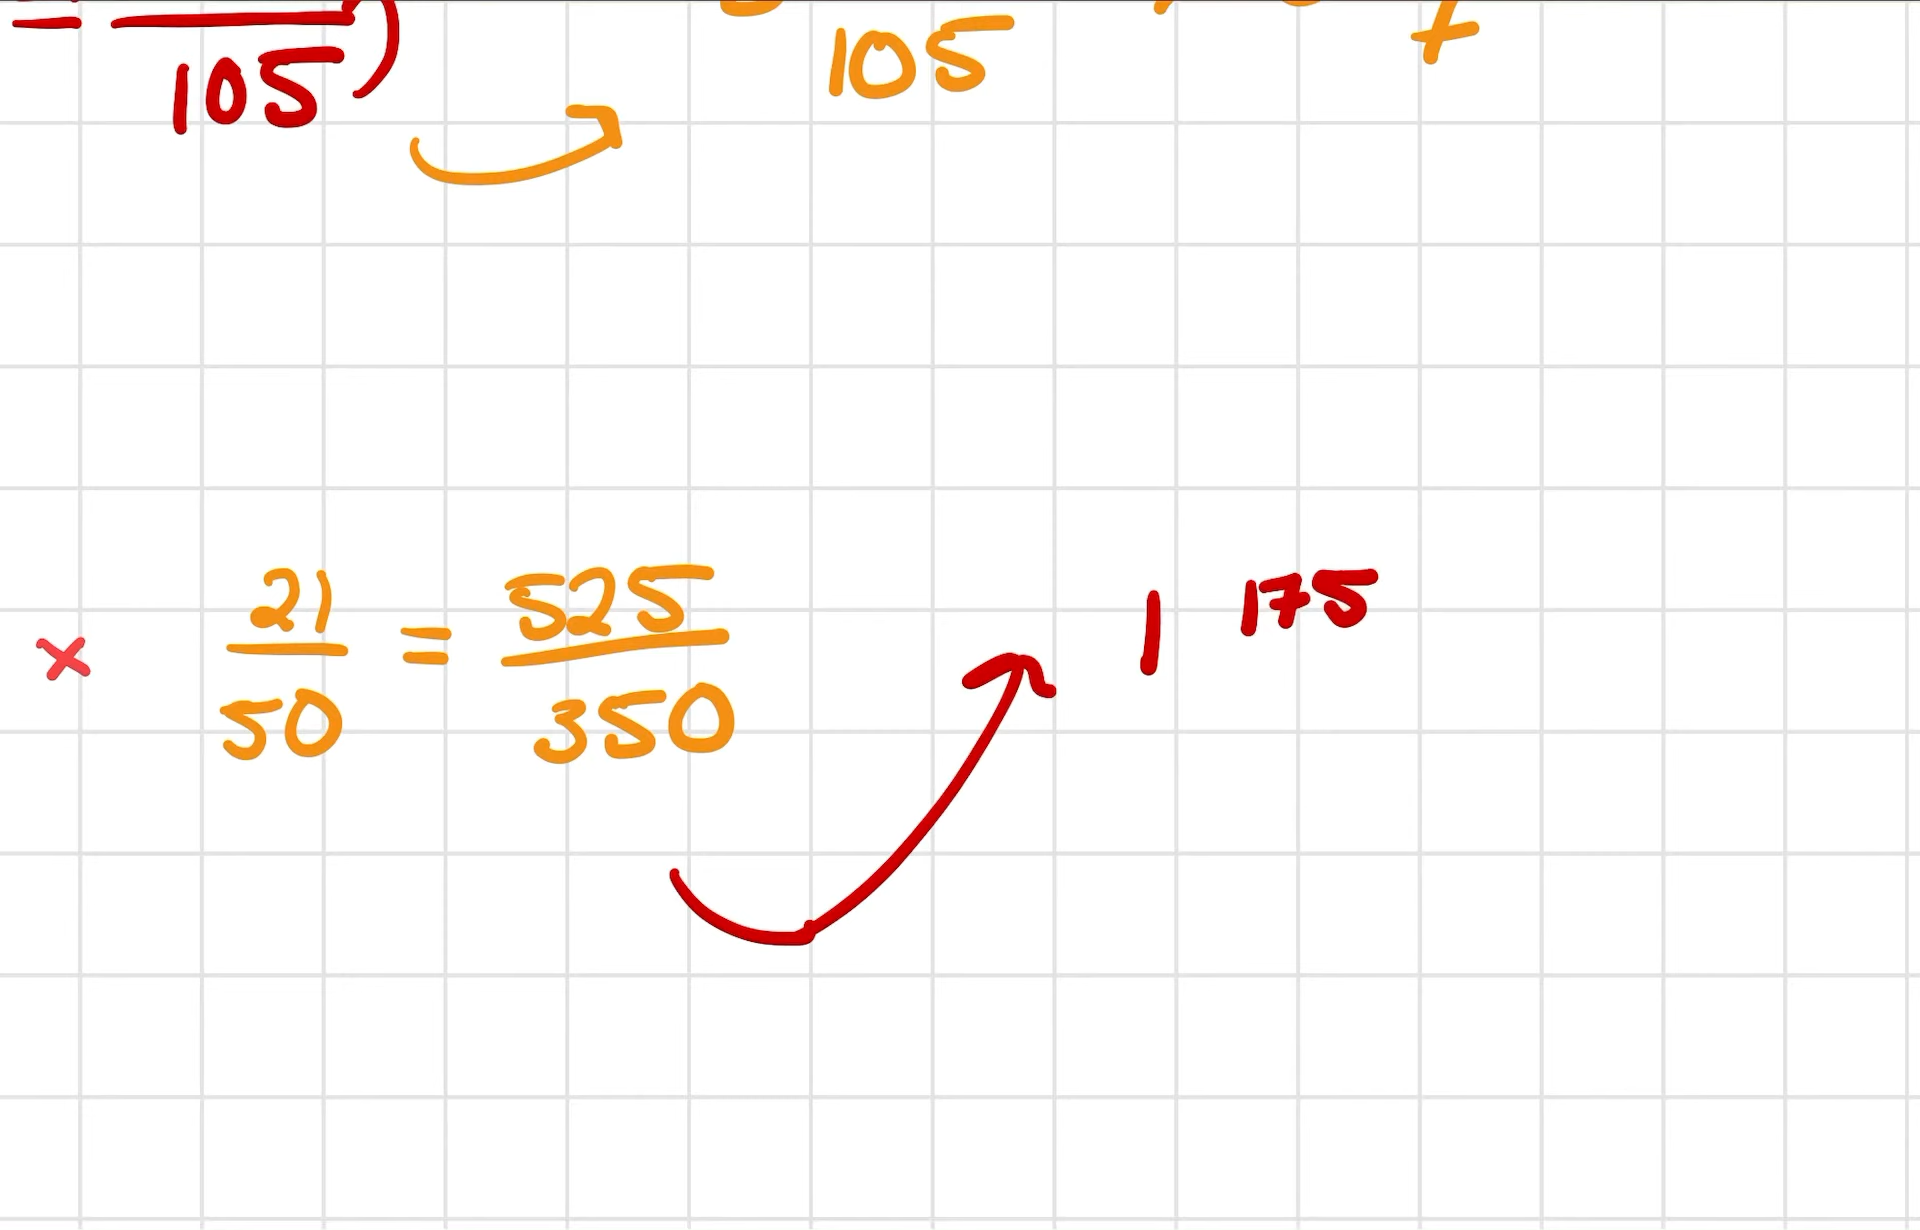 = 105)
105
× 21/50 = 525/350
1 175